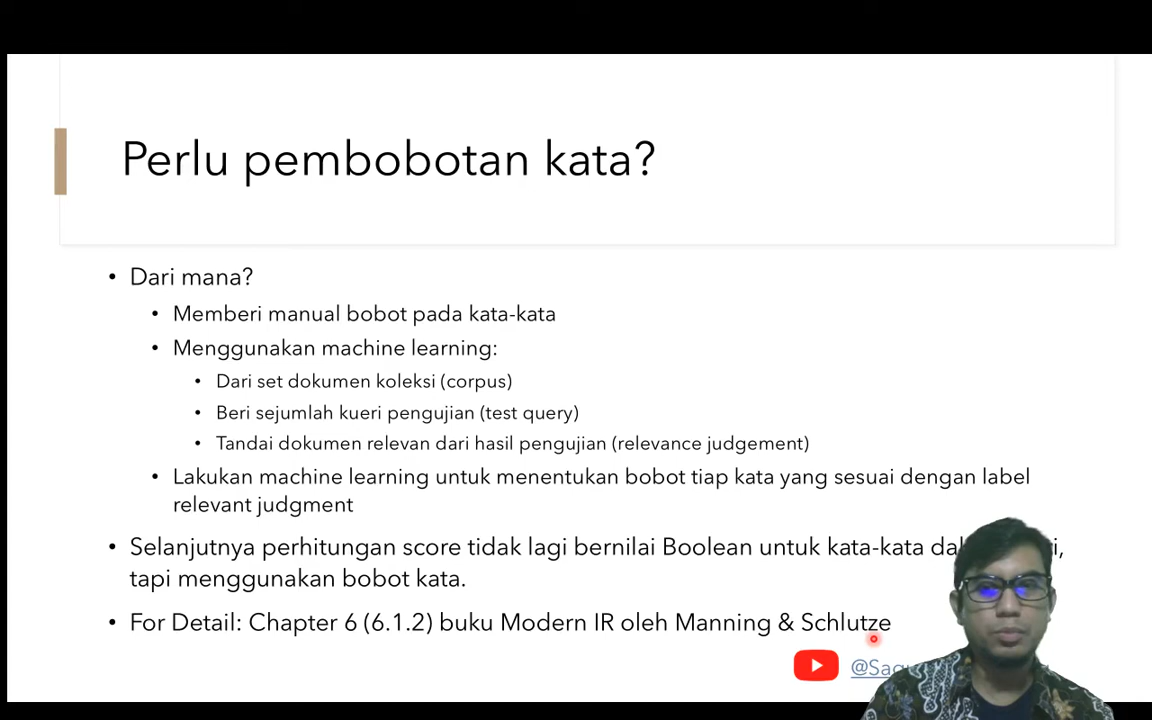 Perlu pembobotan kata?
• Dari mana?
• Memberi manual bobot pada kata-kata
• Menggunakan machine learning:
• Dari set dokumen koleksi (corpus)
• Beri sejumlah kueri pengujian (test query)
• Tandai dokumen relevan dari hasil pengujian (relevance judgement)
• Lakukan machine learning untuk menentukan bobot tiap kata yang sesuai dengan label
relevant judgment
• Selanjutnya perhitungan score tidak lagi bernilai Boolean untuk kata-kata
tapi menggunakan bobot kata.
• For Detail: Chapter 6 (6.1.2) buku Modern IR oleh Manning & Schlutze